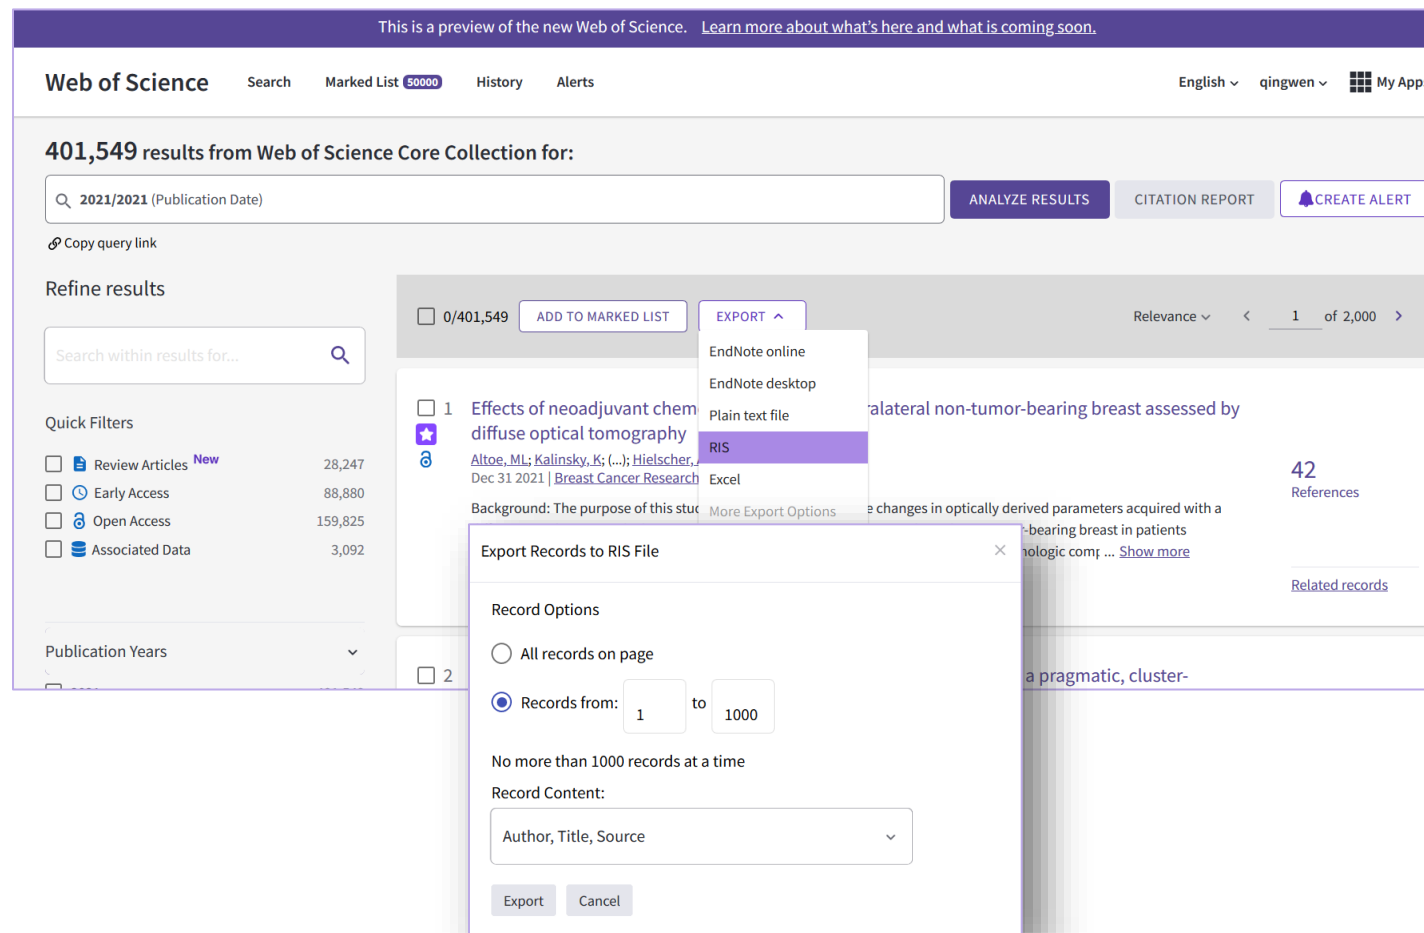 This is a preview of the new Web of Science. Learn more about what's here and what is coming soon.
Web of Science Search Marked List 50000 History Alerts English qingwen My App
401,549 results from Web of Science Core Collection for:
2021/2021 (Publication Date) ANALYZE RESULTS CITATION REPORT CREATE ALERT
Copy query link
Refine results
0/401,549 ADD TO MARKED LIST EXPORT Relevance 1 of 2,000
Search within results for...
EndNote online
EndNote desktop
Plain text file
RIS
Excel
More Export Options
Quick Filters
Review Articles New 28,247
Early Access 88,880
Open Access 159,825
Associated Data 3,092
Publication Years
1 Effects of neoadjuvant chem ralateral non-tumor-bearing breast assessed by
diffuse optical tomography
Altoe, ML; Kalinsky, K; (...); Hielscher,
Dec 31 2021 | Breast Cancer Research
Background: The purpose of this stud e changes in optically derived parameters acquired with a
-bearing breast in patients
ologic comp ... Show more
42
References
Related records
2 a pragmatic, cluster-
Export Records to RIS File
Record Options
All records on page
Records from: 1 to 1000
No more than 1000 records at a time
Record Content:
Author, Title, Source
Export Cancel